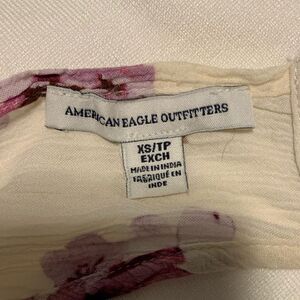 AMERICAN EAGLE OUTFITTERS
XS/TP
EXCH
MADE IN INDIA
FABRIQUÉ EN
INDE